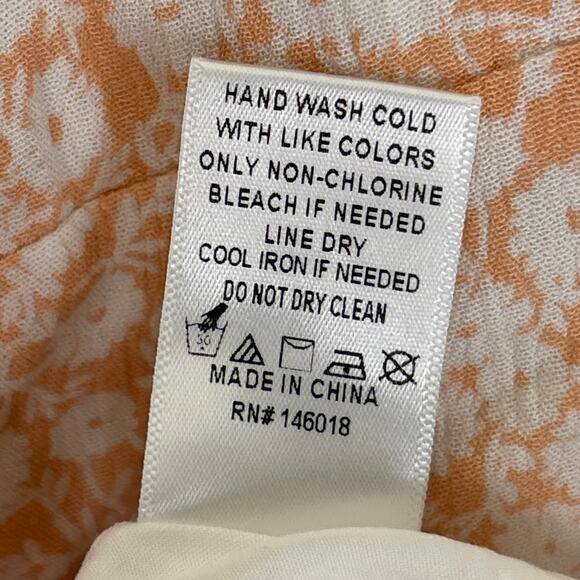 HAND WASH COLD
WITH LIKE COLORS
ONLY NON-CHLORINE
BLEACH IF NEEDED
LINE DRY
COOL IRON IF NEEDED
DO NOT DRY CLEAN
30
MADE IN CHINA
RN# 146018